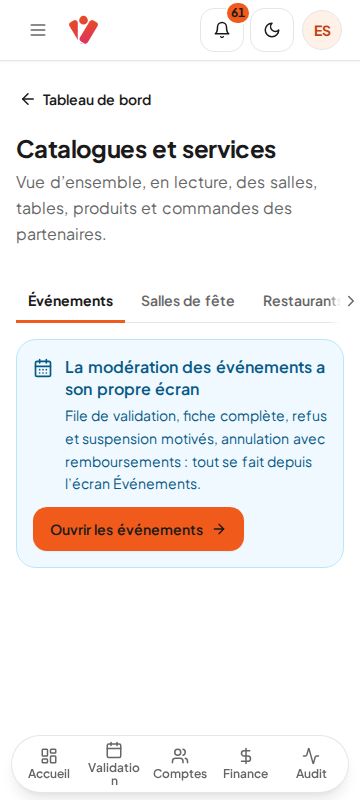 61
ES
Tableau de bord
Catalogues et services
Vue d'ensemble, en lecture, des salles,
tables, produits et commandes des
partenaires.
Événements
Salles de fête
Restaurants
La modération des événements a
son propre écran
File de validation, fiche complète, refus
et suspension motivés, annulation avec
remboursements : tout se fait depuis
l'écran Événements.
Ouvrir les événements
Accueil
Validatio
n
Comptes
Finance
Audit